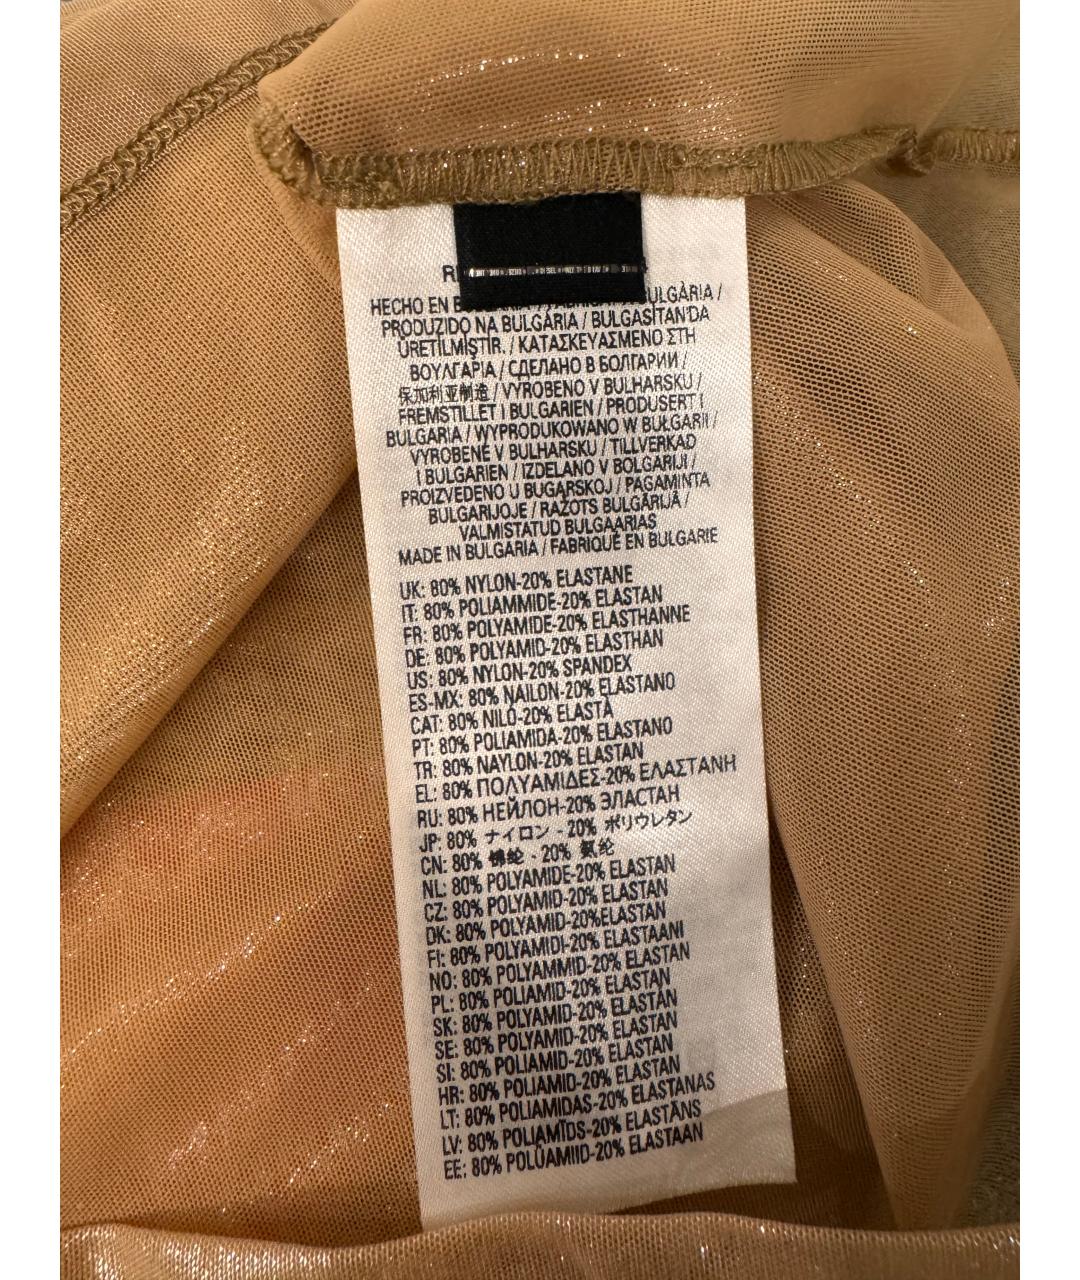 HECHO EN BULGÀRIA /
PRODUZIDO NA BULGÁRIA / BULGASİTAN'DA
ÜRETİLMİŞTİR. / ΚΑΤΑΣΚΕΥΑΣΜΕΝΟ ΣΤΗ
ΒΟΥΛΓΑΡΙΑ / СДЕЛАНО В БОЛГАРИИ /
保加利亚制造 / VYROBENO V BULHARSKU /
FREMSTILLET I BULGARIEN / PRODUSERT I
BULGARIA / WYPRODUKOWANO W BUŁGARII /
VYROBENÉ V BULHARSKU / TILLVERKAD
I BULGARIEN / IZDELANO V BOLGARIJI /
PROIZVEDENO U BUGARSKOJ / PAGAMINTA
BULGARIJOJE / RAŽOTS BULGĀRIJĀ /
VALMISTATUD BULGAARIAS
MADE IN BULGARIA / FABRIQUÉ EN BULGARIE
UK: 80% NYLON-20% ELASTANE
IT: 80% POLIAMMIDE-20% ELASTAN
FR: 80% POLYAMIDE-20% ELASTHANNE
DE: 80% POLYAMID-20% ELASTHAN
US: 80% NYLON-20% SPANDEX
ES-MX: 80% NAILON-20% ELASTANO
CAT: 80% NILÓ-20% ELASTÀ
PT: 80% POLIAMIDA-20% ELASTANO
TR: 80% NAYLON-20% ELASTAN
EL: 80% ΠΟΛΥΑΜΙΔΕΣ-20% ΕΛΑΣΤΑΝΗ
RU: 80% НЕЙЛОН-20% ЭЛАСТАН
JP: 80% ナイロン - 20% ポリウレタン
CN: 80% 锦纶 - 20% 氨纶
NL: 80% POLYAMIDE-20% ELASTAN
CZ: 80% POLYAMID-20% ELASTAN
DK: 80% POLYAMID-20%ELASTAN
FI: 80% POLYAMIDI-20% ELASTAANI
NO: 80% POLYAMMID-20% ELASTAN
PL: 80% POLIAMID-20% ELASTAN
SK: 80% POLYAMID-20% ELASTÁN
SE: 80% POLYAMID-20% ELASTAN
SI: 80% POLIAMID-20% ELASTAN
HR: 80% POLIAMID-20% ELASTAN
LT: 80% POLIAMIDAS-20% ELASTANAS
LV: 80% POLIAMĪDS-20% ELASTĀNS
EE: 80% POLÜAMIID-20% ELASTAAN